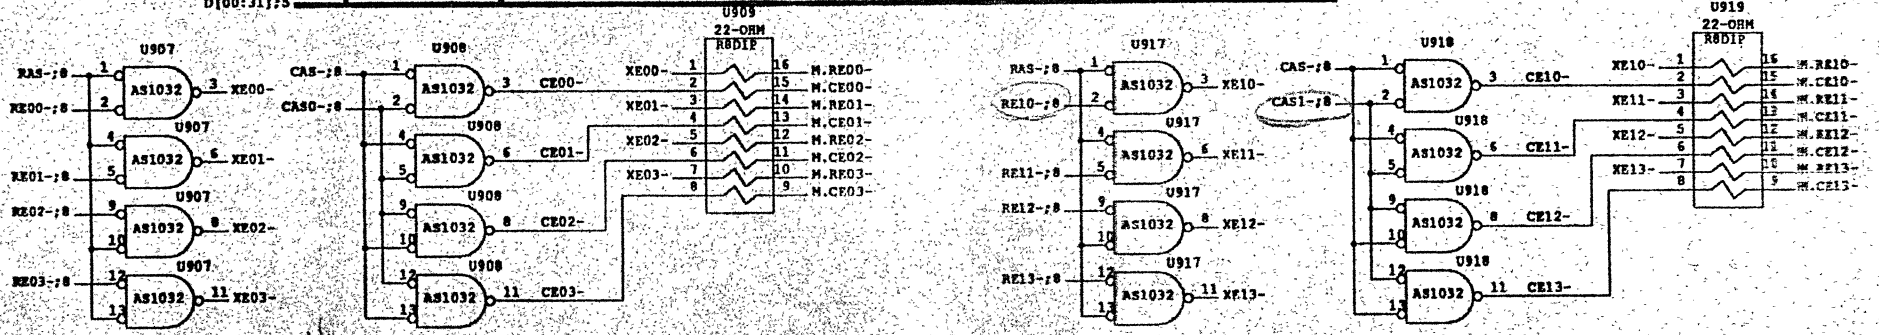 D[00:31];S
U907
RAS-;8 1 AS1032 3 XE00-
RE00-;8 2
U907
4 AS1032 6 XE01-
RE01-;8 5
U907
RE02-;8 9 AS1032 8 XE02-
10
U907
RE03-;8 12 AS1032 11 XE03-
13
U908
CAS-;8 1 AS1032 3 CE00-
CAS0-;8 2
U908
4 AS1032 6 CE01-
5
U908
9 AS1032 8 CE02-
10
U908
12 AS1032 11 CE03-
13
U909
22-OHM
R8DIP
XE00- 1 16 M.RE00-
2 15 M.CE00-
XE01- 3 14 M.RE01-
4 13 M.CE01-
XE02- 5 12 M.RE02-
6 11 M.CE02-
XE03- 7 10 M.RE03-
8 9 M.CE03-
U917
RAS-;8 1 AS1032 3 XE10-
RE10-;8 2
U917
4 AS1032 6 XE11-
RE11-;8 5
U917
RE12-;8 9 AS1032 8 XE12-
10
U917
RE13-;8 12 AS1032 11 XE13-
13
U918
CAS-;8 1 AS1032 3 CE10-
CAS1-;8 2
U918
4 AS1032 6 CE11-
5
U918
9 AS1032 8 CE12-
10
U918
12 AS1032 11 CE13-
13
U919
22-OHM
R8DIP
XE10- 1 16 M.RE10-
2 15 M.CE10-
XE11- 3 14 M.RE11-
4 13 M.CE11-
XE12- 5 12 M.RE12-
6 11 M.CE12-
XE13- 7 10 M.RE13-
8 9 M.CE13-